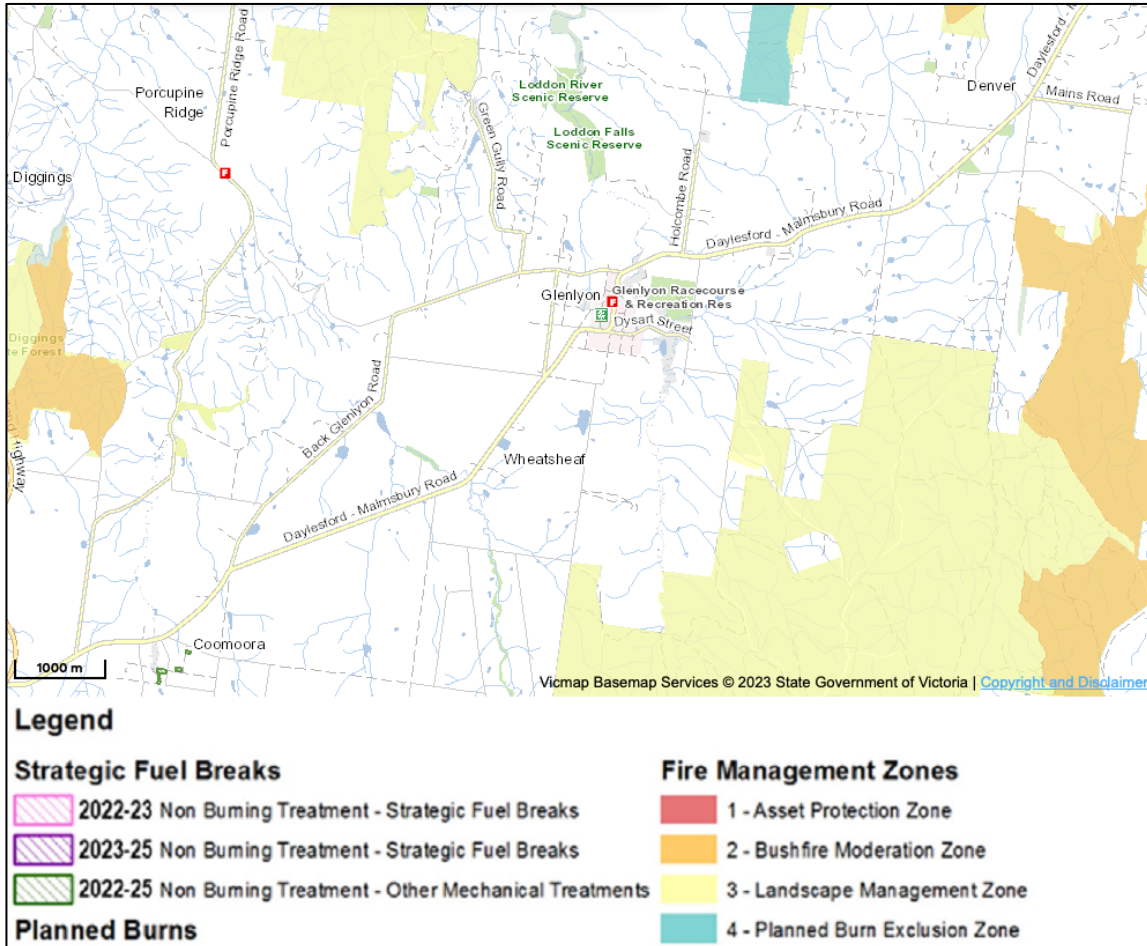 Porcupine Ridge Road
Porcupine
Ridge
Diggings
Green Gully Road
Loddon River
Scenic Reserve
Loddon Falls
Scenic Reserve
Holcombe Road
Denver
Mains Road
Daylesford - Malmsbury Road
Glenlyon
Glenlyon Racecourse
& Recreation Res
Dysart Street
Diggings
Back Glenlyon Road
Wheatsheaf
Daylesford - Malmsbury Road
Highway
Coomoora
1000 m
Vicmap Basemap Services © 2023 State Government of Victoria | Copyright and Disclaimer
Legend
Strategic Fuel Breaks
2022-23 Non Burning Treatment - Strategic Fuel Breaks
2023-25 Non Burning Treatment - Strategic Fuel Breaks
2022-25 Non Burning Treatment - Other Mechanical Treatments
Planned Burns
Fire Management Zones
1 - Asset Protection Zone
2 - Bushfire Moderation Zone
3 - Landscape Management Zone
4 - Planned Burn Exclusion Zone